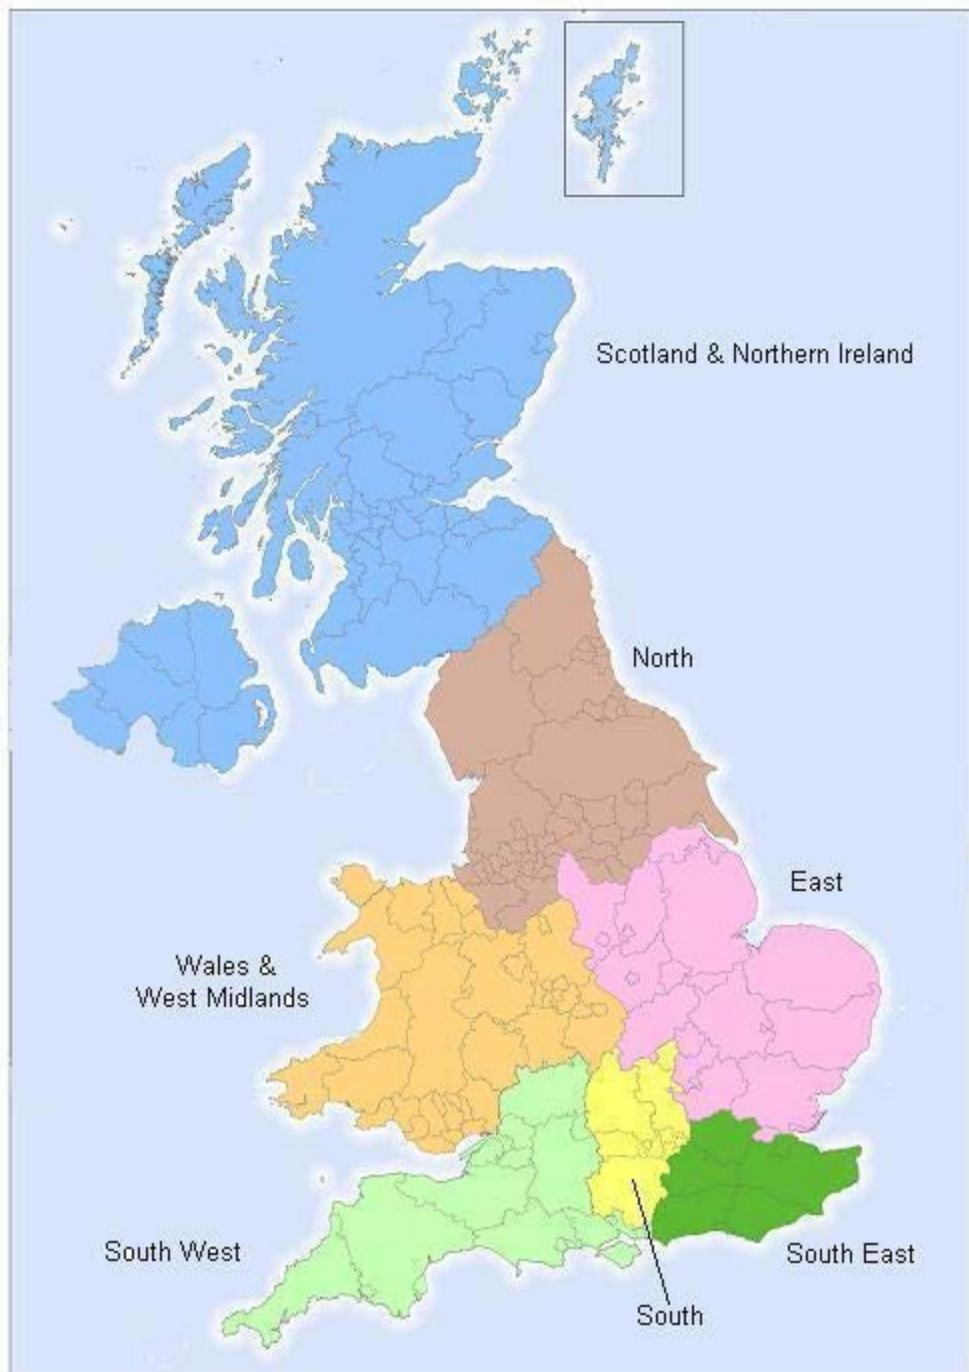 Scotland & Northern Ireland
North
East
Wales &
West Midlands
South West
South East
South